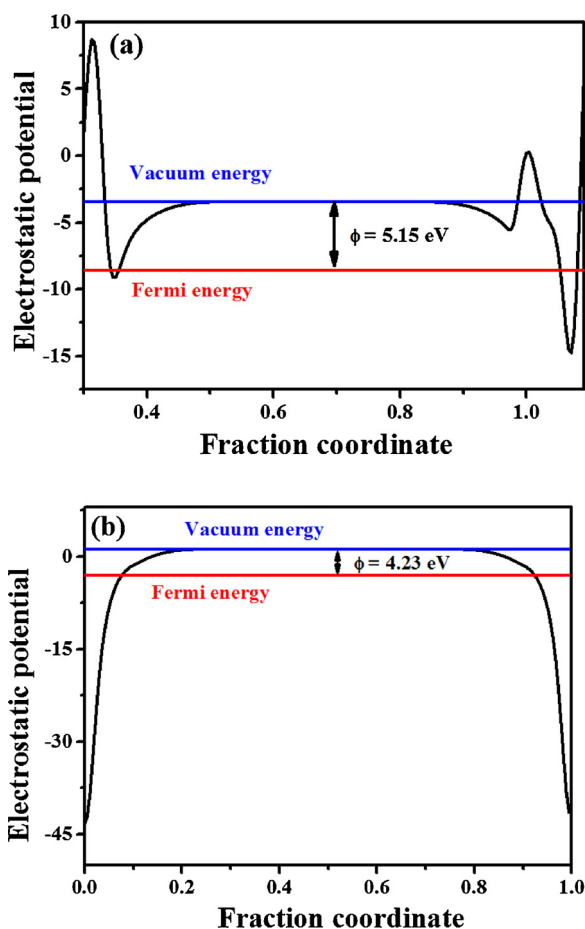 (a)
10
5
0
-5
-10
-15
Electrostatic potential
Vacuum energy
ϕ = 5.15 eV
Fermi energy
0.4 0.6 0.8 1.0
Fraction coordinate
(b)
0
-15
-30
-45
Electrostatic potential
Vacuum energy
ϕ = 4.23 eV
Fermi energy
0.0 0.2 0.4 0.6 0.8 1.0
Fraction coordinate